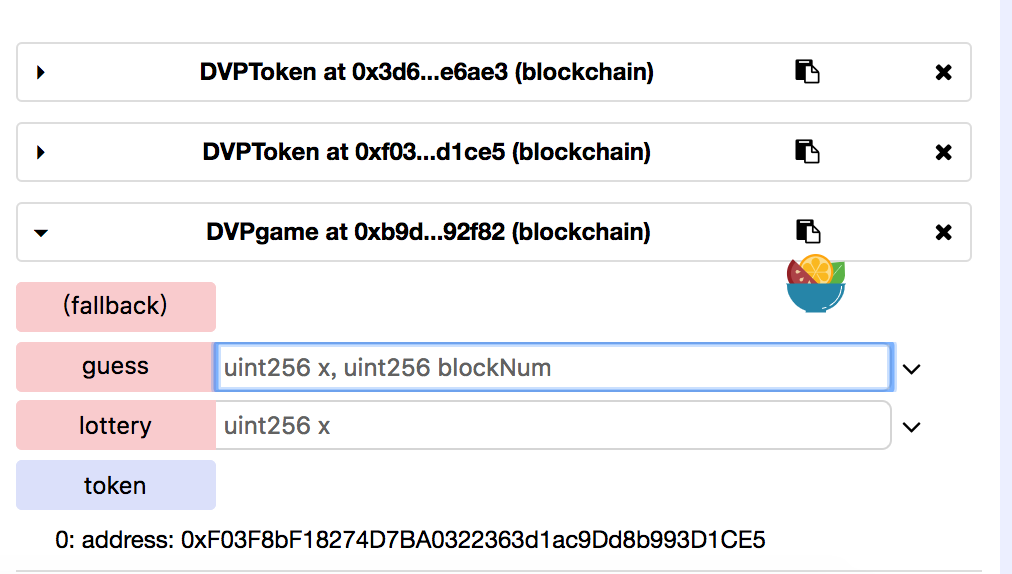 DVPToken at 0x3d6...e6ae3 (blockchain)
DVPToken at 0xf03...d1ce5 (blockchain)
DVPgame at 0xb9d...92f82 (blockchain)
(fallback)
guess uint256 x, uint256 blockNum
lottery uint256 x
token
0: address: 0xF03F8bF18274D7BA0322363d1ac9Dd8b993D1CE5